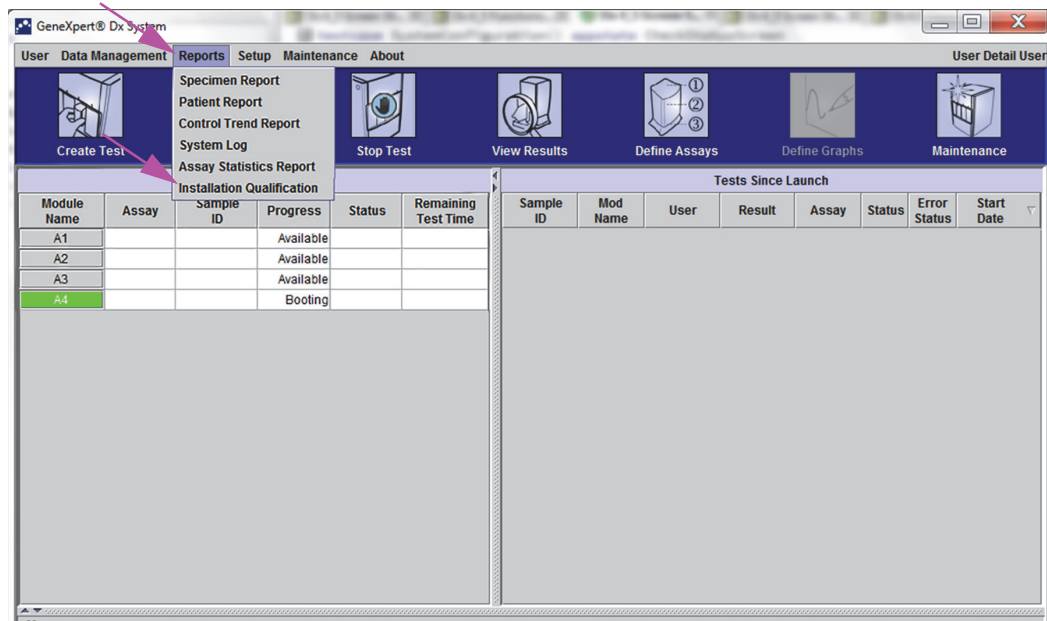 GeneXpert® Dx System
User Data Management Reports Setup Maintenance About User Detail User
Specimen Report
Patient Report
Control Trend Report
System Log
Assay Statistics Report
Installation Qualification
Create Test Stop Test View Results Define Assays Define Graphs Maintenance
①
②
③
Tests Since Launch
Module Name Assay Sample ID Progress Status Remaining Test Time
Sample ID Mod Name User Result Assay Status Error Status Start Date
A1 Available
A2 Available
A3 Available
A4 Booting